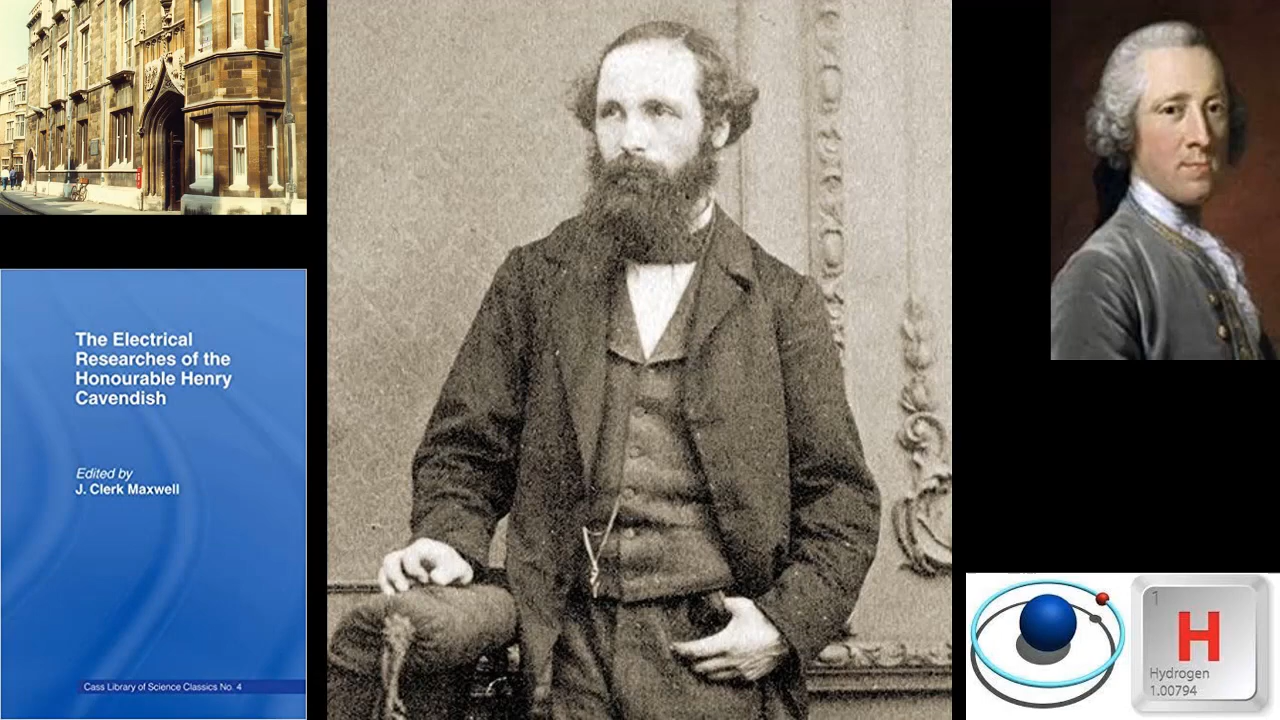 The Electrical
Researches of the
Honourable Henry
Cavendish
Edited by
J. Clerk Maxwell
Cass Library of Science Classics No. 4
1
H
Hydrogen
1.00794